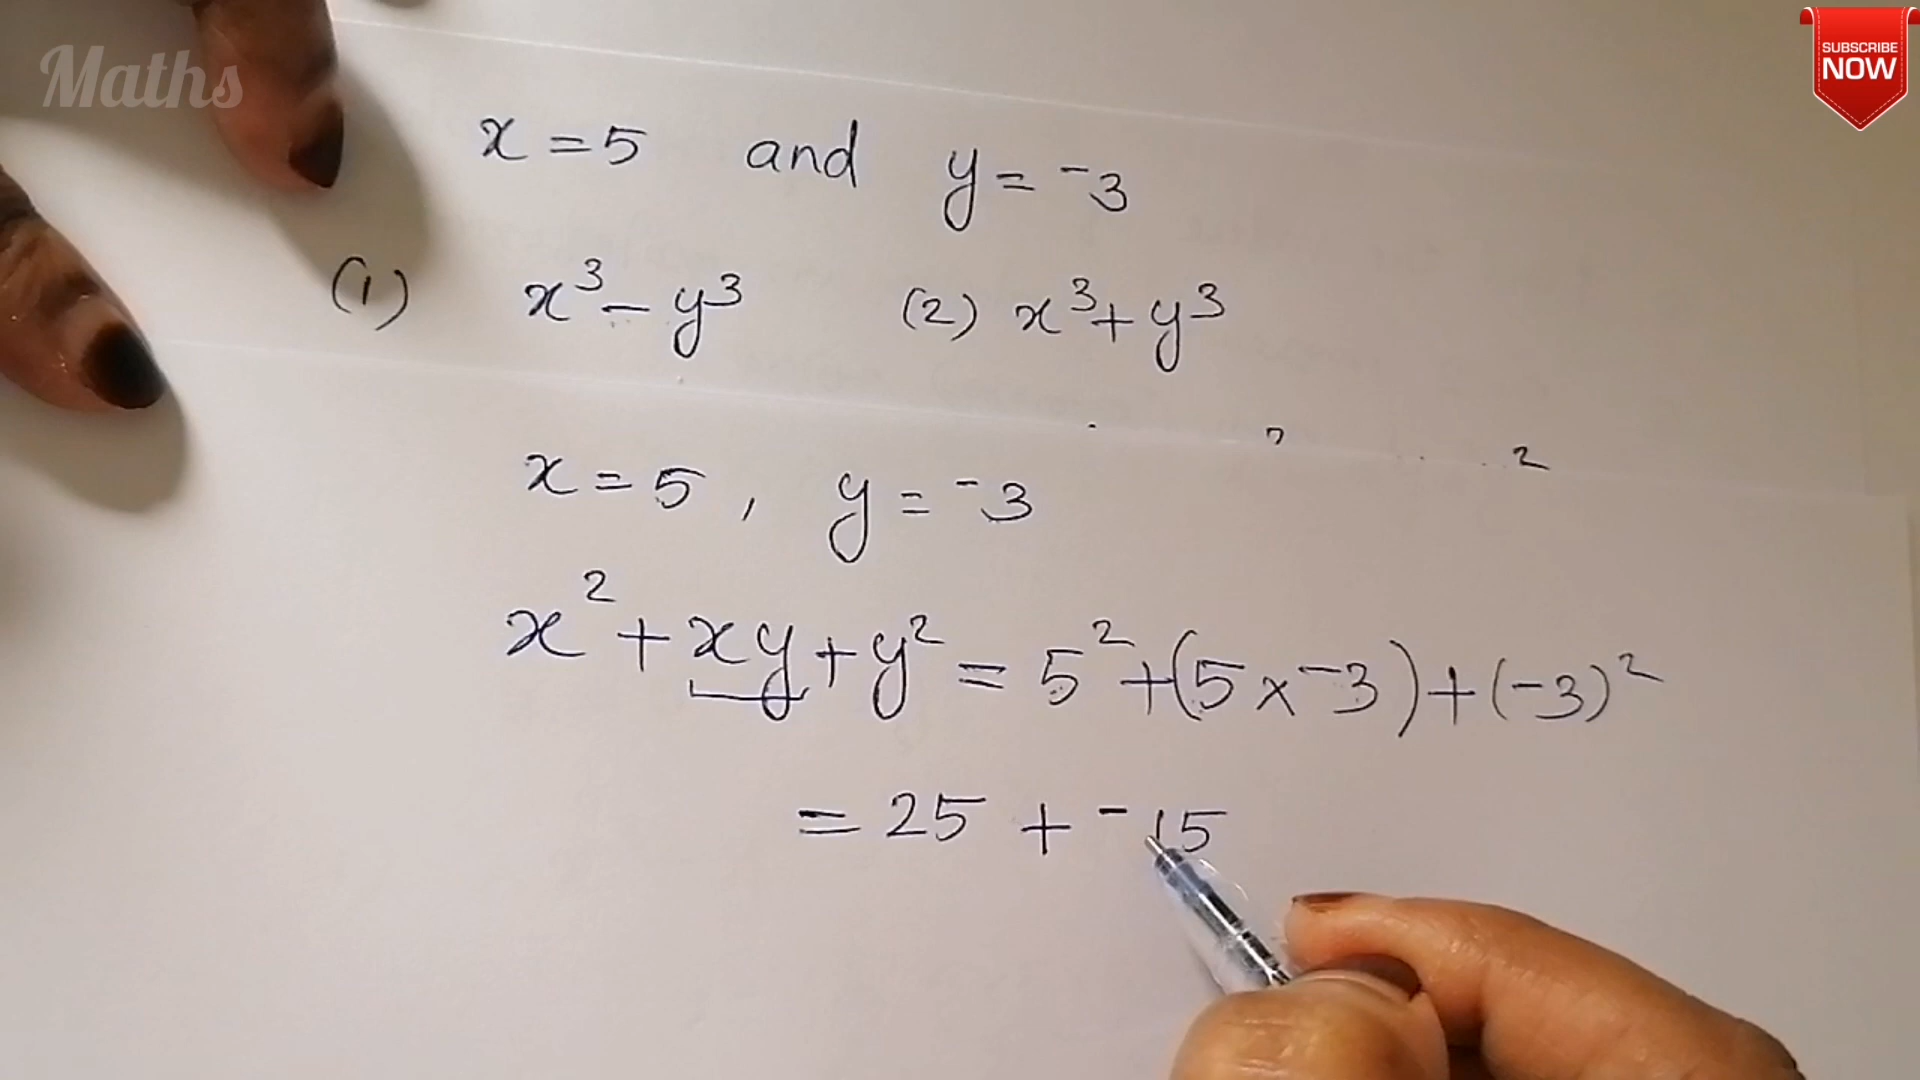 Maths
SUBSCRIBE
NOW
x = 5 and y = -3
(1) x³ - y³ (2) x³ + y³
x = 5, y = -3
x² + xy + y² = 5² + (5 x -3) + (-3)²
= 25 + -15